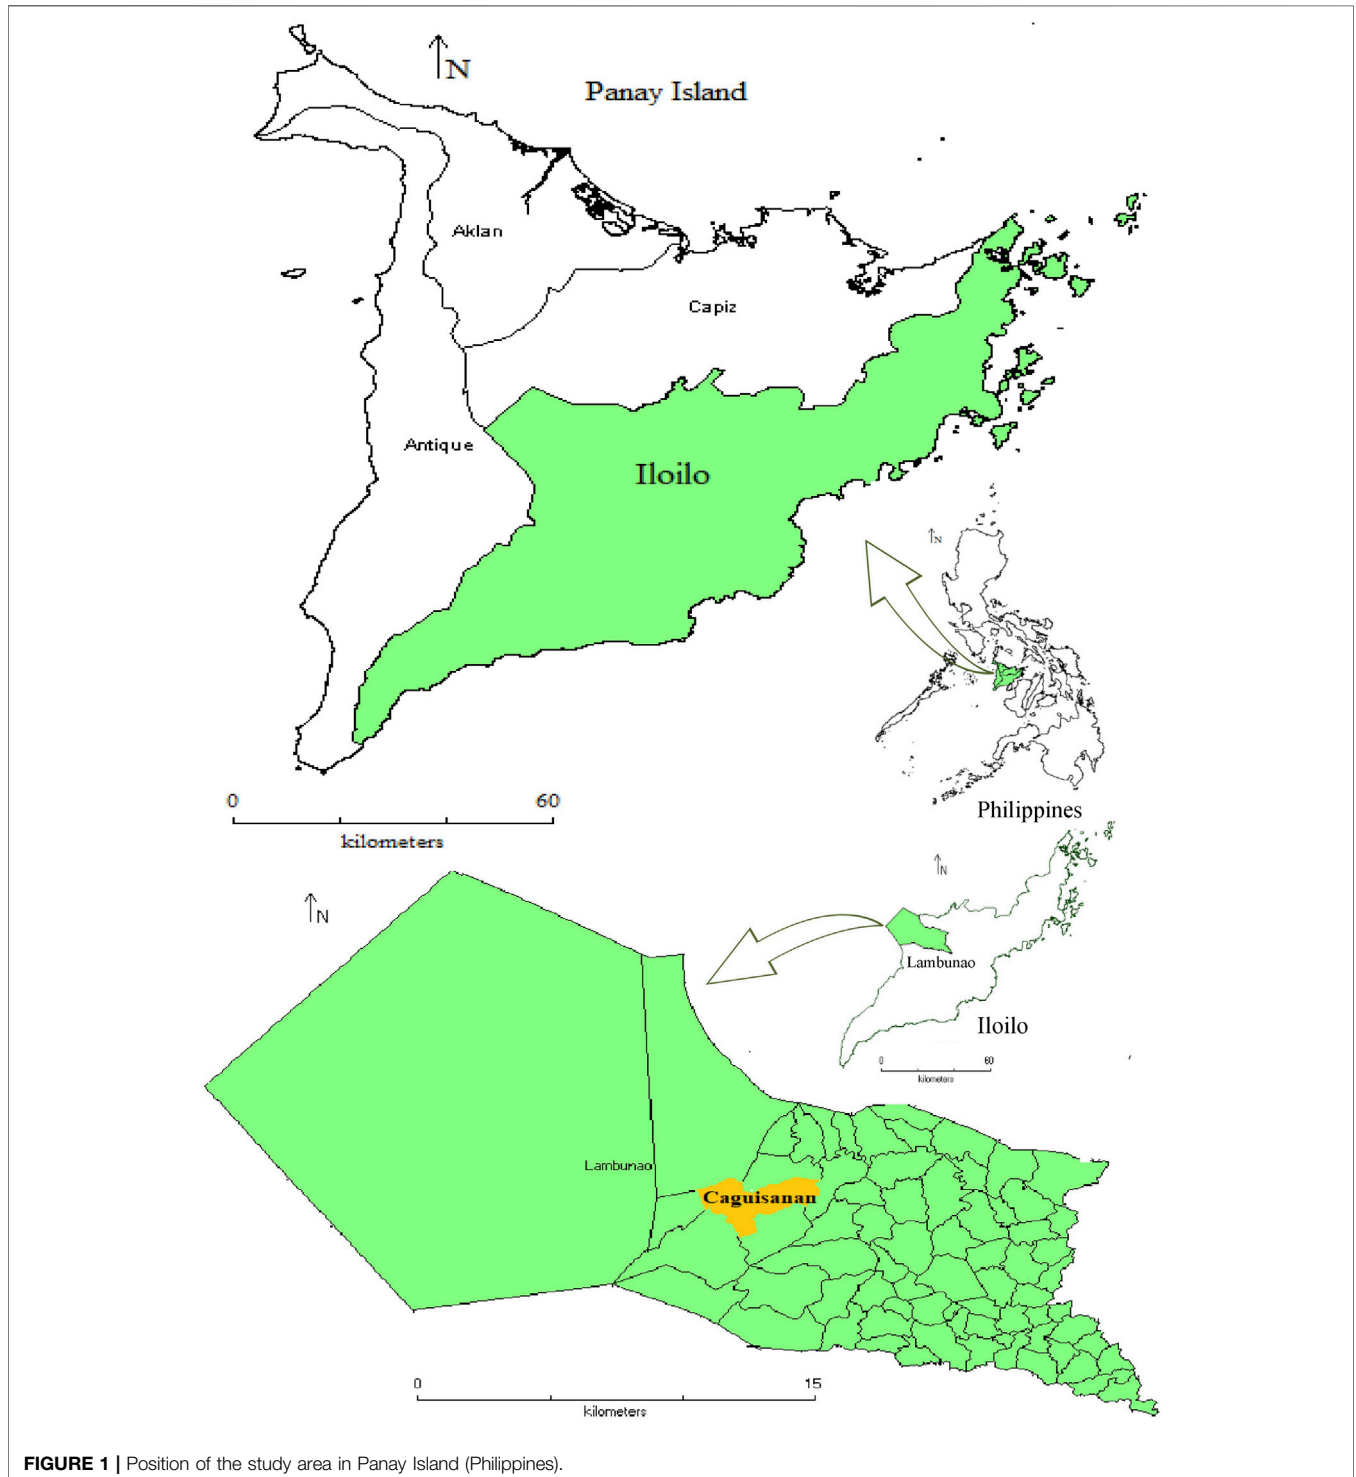 N
Panay Island
Aklan
Capiz
Antique
Iloilo
N
Philippines
0 60
kilometers
N
N
Lambunao
Iloilo
0 60
kilometers
Lambunao
Caguisanan
0 15
kilometers
FIGURE 1 | Position of the study area in Panay Island (Philippines).